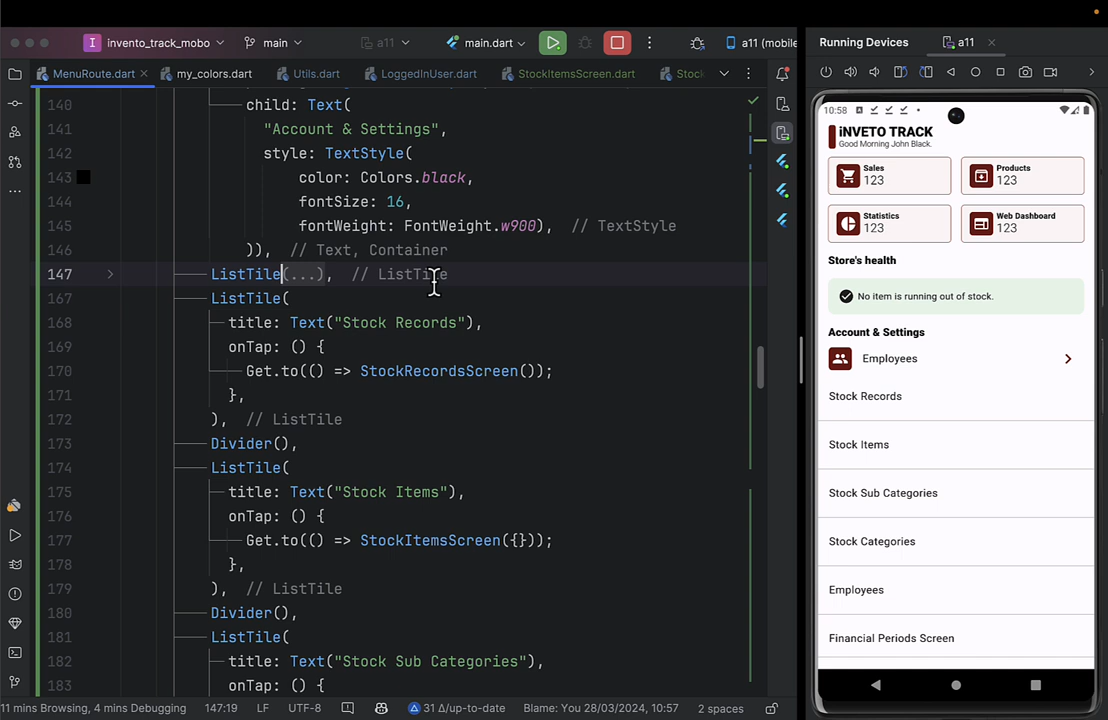 invento_track_mobo
main
a11
main.dart
a11 (mobile
Running Devices
a11
MenuRoute.dart
my_colors.dart
Utils.dart
LoggedInUser.dart
StockItemsScreen.dart
Stock
140 child: Text(
141 "Account & Settings",
142 style: TextStyle(
143 color: Colors.black,
144 fontSize: 16,
145 fontWeight: FontWeight.w900), // TextStyle
146 )), // Text, Container
147 ListTile(...), // ListTile
167 ListTile(
168 title: Text("Stock Records"),
169 onTap: () {
170 Get.to(() => StockRecordsScreen());
171 },
172 ), // ListTile
173 Divider(),
174 ListTile(
175 title: Text("Stock Items"),
176 onTap: () {
177 Get.to(() => StockItemsScreen({}));
178 },
179 ), // ListTile
180 Divider(),
181 ListTile(
182 title: Text("Stock Sub Categories"),
183 onTap: () {
11 mins Browsing, 4 mins Debugging
147:19
LF
UTF-8
31 Δ/up-to-date
Blame: You 28/03/2024, 10:57
2 spaces
10:58
iNVETO TRACK
Good Morning John Black.
Sales
123
Products
123
Statistics
123
Web Dashboard
123
Store's health
No item is running out of stock.
Account & Settings
Employees
Stock Records
Stock Items
Stock Sub Categories
Stock Categories
Employees
Financial Periods Screen